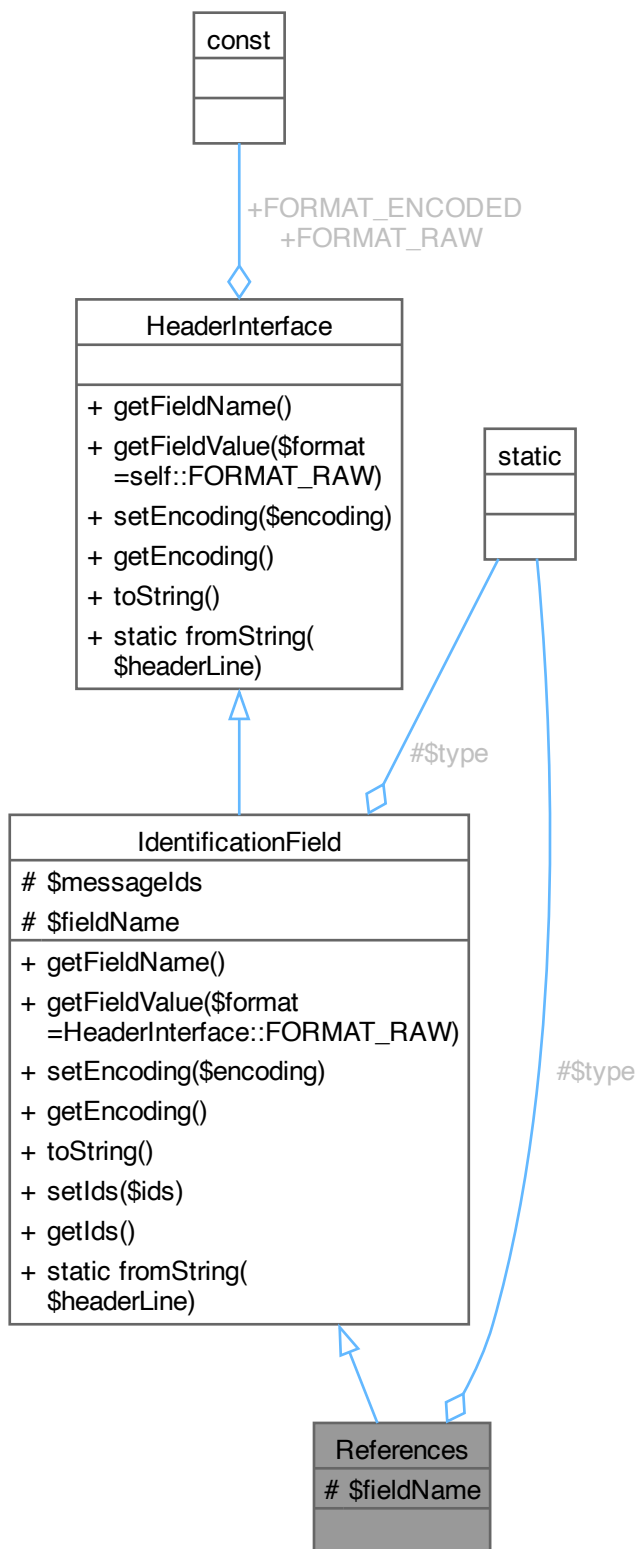 const
+FORMAT_ENCODED
+FORMAT_RAW
HeaderInterface
+ getFieldName()
+ getFieldValue($format
=self::FORMAT_RAW)
+ setEncoding($encoding)
+ getEncoding()
+ toString()
+ static fromString(
$headerLine)
static
#$type
IdentificationField
# $messageIds
# $fieldName
+ getFieldName()
+ getFieldValue($format
=HeaderInterface::FORMAT_RAW)
+ setEncoding($encoding)
+ getEncoding()
+ toString()
+ setIds($ids)
+ getIds()
+ static fromString(
$headerLine)
#$type
References
# $fieldName